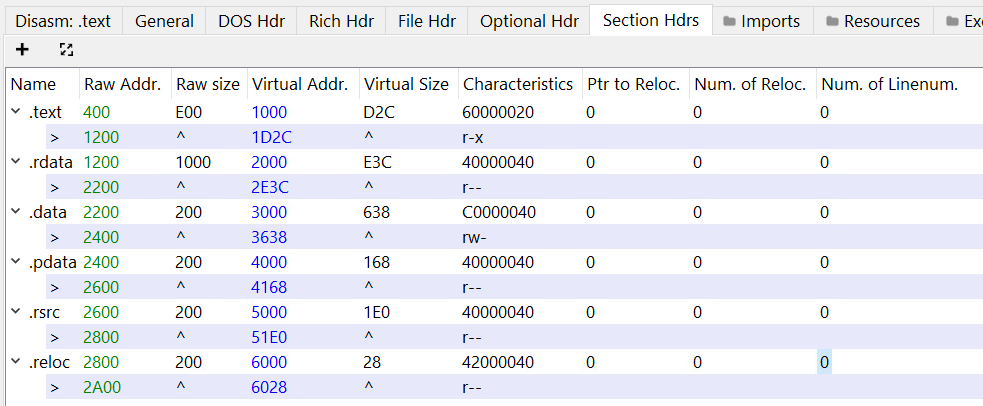 Disasm: .text General DOS Hdr Rich Hdr File Hdr Optional Hdr Section Hdrs Imports Resources
+
Name Raw Addr. Raw size Virtual Addr. Virtual Size Characteristics Ptr to Reloc. Num. of Reloc. Num. of Linenum.
.text 400 E00 1000 D2C 60000020 0 0 0
> 1200 ^ 1D2C ^ r-x
.rdata 1200 1000 2000 E3C 40000040 0 0 0
> 2200 ^ 2E3C ^ r--
.data 2200 200 3000 638 C0000040 0 0 0
> 2400 ^ 3638 ^ rw-
.pdata 2400 200 4000 168 40000040 0 0 0
> 2600 ^ 4168 ^ r--
.rsrc 2600 200 5000 1E0 40000040 0 0 0
> 2800 ^ 51E0 ^ r--
.reloc 2800 200 6000 28 42000040 0 0 0
> 2A00 ^ 6028 ^ r--